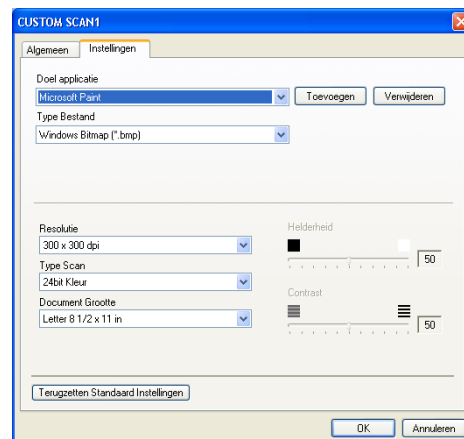 CUSTOM SCAN1
Algemeen Instellingen
Doel applicatie
Microsoft Paint Toevoegen Verwijderen
Type Bestand
Windows Bitmap (*.bmp)
Resolutie Helderheid
300 x 300 dpi
50
Type Scan
24bit Kleur
Contrast
Document Grootte
Letter 8 1/2 x 11 in
50
Terugzetten Standaard Instellingen
OK Annuleren